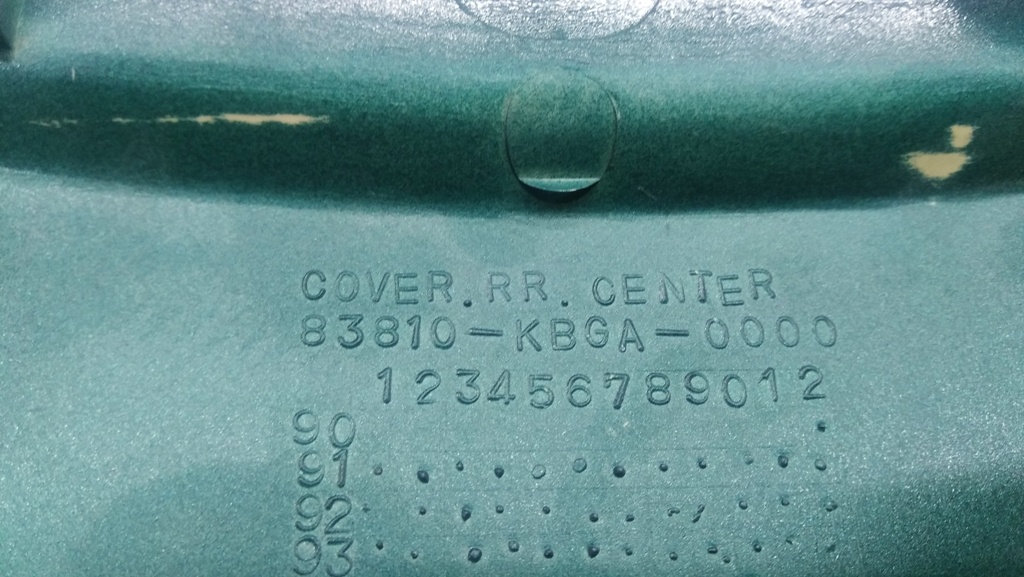 COVER.RR. CENTER
83810-KBGA-0000
123456789012
90
91
92
93